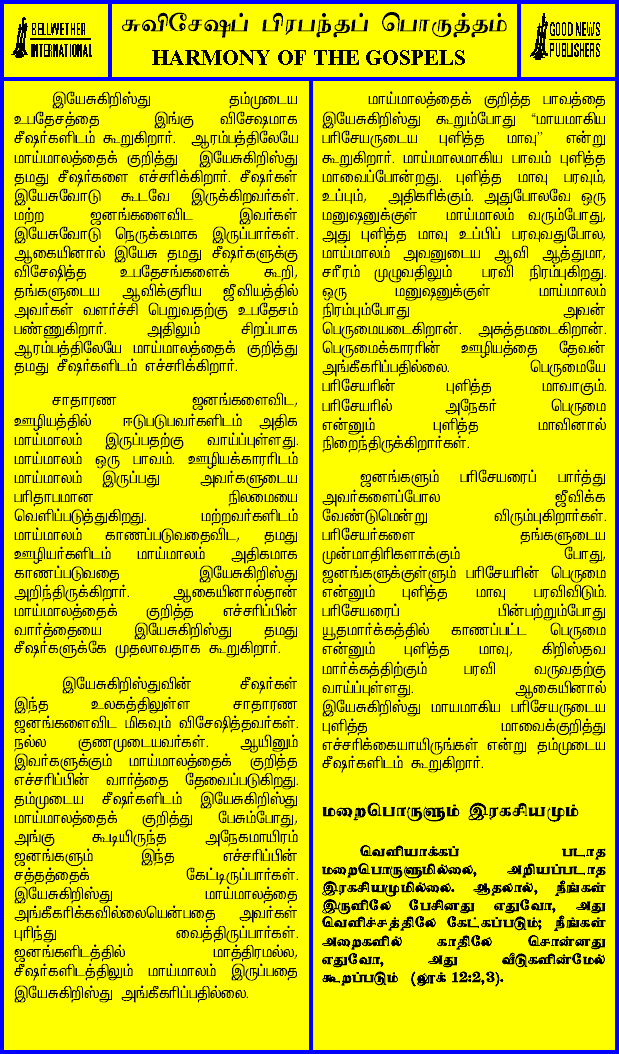 BELLWETHER
INTERNATIONAL
சுவிசேஷப் பிரபந்தப் பொருத்தம்
HARMONY OF THE GOSPELS
GOOD NEWS
PUBLISHERS
இயேசுகிறிஸ்து தம்முடைய
உபதேசத்தை இங்கு விசேஷமாக
சீஷர்களிடம் கூறுகிறார். ஆரம்பத்திலேயே
மாய்மாலத்தைக் குறித்து இயேசுகிறிஸ்து
தமது சீஷர்களை எச்சரிக்கிறார். சீஷர்கள்
இயேசுவோடு கூடவே இருக்கிறவர்கள்.
மற்ற ஜனங்களைவிட இவர்கள்
இயேசுவோடு நெருக்கமாக இருப்பார்கள்.
ஆகையினால் இயேசு தமது சீஷர்களுக்கு
விசேஷித்த உபதேசங்களைக் கூறி,
தங்களுடைய ஆவிக்குரிய ஜீவியத்தில்
அவர்கள் வளர்ச்சி பெறுவதற்கு உபதேசம்
பண்ணுகிறார். அதிலும் சிறப்பாக
ஆரம்பத்திலேயே மாய்மாலத்தைக் குறித்து
தமது சீஷர்களிடம் எச்சரிக்கிறார்.
சாதாரண ஜனங்களைவிட,
ஊழியத்தில் ஈடுபடுபவர்களிடம் அதிக
மாய்மாலம் இருப்பதற்கு வாய்ப்புள்ளது.
மாய்மாலம் ஒரு பாவம். ஊழியக்காரரிடம்
மாய்மாலம் இருப்பது அவர்களுடைய
பரிதாபமான நிலமையை
வெளிப்படுத்துகிறது. மற்றவர்களிடம்
மாய்மாலம் காணப்படுவதைவிட, தமது
ஊழியர்களிடம் மாய்மாலம் அதிகமாக
காணப்படுவதை இயேசுகிறிஸ்து
அறிந்திருக்கிறார். ஆகையினால்தான்
மாய்மாலத்தைக் குறித்த எச்சரிப்பின்
வார்த்தையை இயேசுகிறிஸ்து தமது
சீஷர்களுக்கே முதலாவதாக கூறுகிறார்.
இயேசுகிறிஸ்துவின் சீஷர்கள்
இந்த உலகத்திலுள்ள சாதாரண
ஜனங்களைவிட மிகவும் விசேஷித்தவர்கள்.
நல்ல குணமுடையவர்கள். ஆயினும்
இவர்களுக்கும் மாய்மாலத்தைக் குறித்த
எச்சரிப்பின் வார்த்தை தேவைப்படுகிறது.
தம்முடைய சீஷர்களிடம் இயேசுகிறிஸ்து
மாய்மாலத்தைக் குறித்து பேசும்போது,
அங்கு கூடியிருந்த அநேகமாயிரம்
ஜனங்களும் இந்த எச்சரிப்பின்
சத்தத்தைக் கேட்டிருப்பார்கள்.
இயேசுகிறிஸ்து மாய்மாலத்தை
அங்கீகரிக்கவில்லையென்பதை அவர்கள்
புரிந்து வைத்திருப்பார்கள்.
ஜனங்களிடத்தில் மாத்திரமல்ல,
சீஷர்களிடத்திலும் மாய்மாலம் இருப்பதை
இயேசுகிறிஸ்து அங்கீகரிப்பதில்லை.
மாய்மாலத்தைக் குறித்த பாவத்தை
இயேசுகிறிஸ்து கூறும்போது “மாயமாகிய
பரிசேயருடைய புளித்த மாவு” என்று
கூறுகிறார். மாய்மாலமாகிய பாவம் புளித்த
மாவைப்போன்றது. புளித்த மாவு பரவும்,
உப்பும், அதிகரிக்கும். அதுபோலவே ஒரு
மனுஷனுக்குள் மாய்மாலம் வரும்போது,
அது புளித்த மாவு உப்பிப் பரவுவதுபோல,
மாய்மாலம் அவனுடைய ஆவி ஆத்துமா,
சரீரம் முழுவதிலும் பரவி நிரம்புகிறது.
ஒரு மனுஷனுக்குள் மாய்மாலம்
நிரம்பும்போது அவன்
பெருமையடைகிறான். அசுத்தமடைகிறான்.
பெருமைக்காரரின் ஊழியத்தை தேவன்
அங்கீகரிப்பதில்லை. பெருமையே
பரிசேயரின் புளித்த மாவாகும்.
பரிசேயரில் அநேகர் பெருமை
என்னும் புளித்த மாவினால்
நிறைந்திருக்கிறார்கள்.
ஜனங்களும் பரிசேயரைப் பார்த்து
அவர்களைப்போல ஜீவிக்க
வேண்டுமென்று விரும்புகிறார்கள்.
பரிசேயர்களை தங்களுடைய
முன்மாதிரிகளாக்கும் போது,
ஜனங்களுக்குள்ளும் பரிசேயரின் பெருமை
என்னும் புளித்த மாவு பரவிவிடும்.
பரிசேயரைப் பின்பற்றும்போது
யூதமார்க்கத்தில் காணப்பட்ட பெருமை
என்னும் புளித்த மாவு, கிறிஸ்தவ
மார்க்கத்திற்கும் பரவி வருவதற்கு
வாய்ப்புள்ளது. ஆகையினால்
இயேசுகிறிஸ்து மாயமாகிய பரிசேயருடைய
புளித்த மாவைக்குறித்து
எச்சரிக்கையாயிருங்கள் என்று தம்முடைய
சீஷர்களிடம் கூறுகிறார்.
மறைபொருளும் இரகசியமும்
வெளியாக்கப் படாத
மறைபொருளுமில்லை, அறியப்படாத
இரகசியமுமில்லை. ஆதலால், நீங்கள்
இருளிலே பேசினது எதுவோ, அது
வெளிச்சத்திலே கேட்கப்படும்; நீங்கள்
அறைகளில் காதிலே சொன்னது
எதுவோ, அது வீடுகளின்மேல்
கூறப்படும் (லூக் 12:2,3).